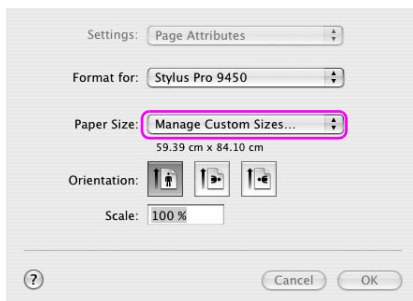 Settings: Page Attributes
Format for: Stylus Pro 9450
Paper Size: Manage Custom Sizes...
59.39 cm x 84.10 cm
Orientation:
Scale: 100 %
? Cancel OK